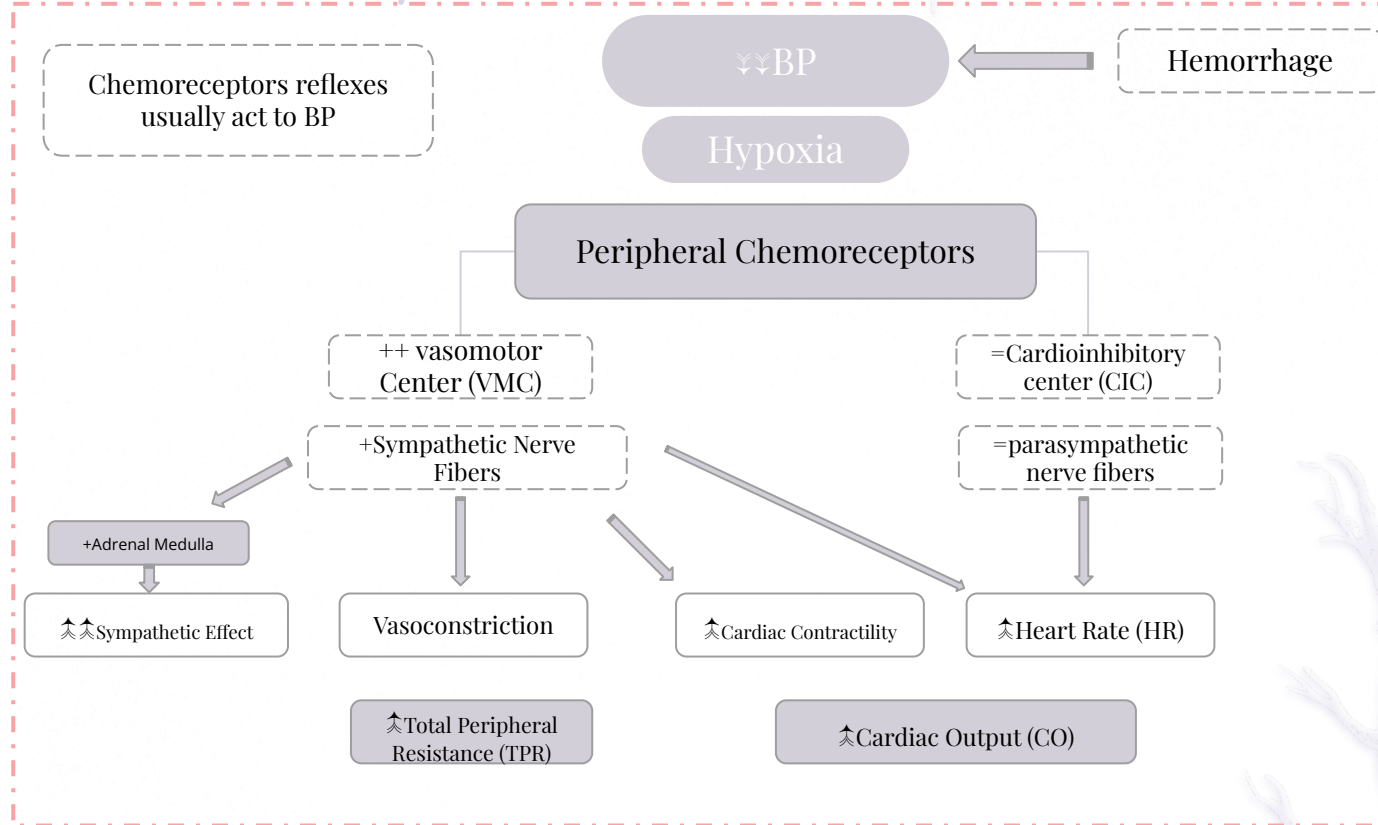 Chemoreceptors reflexes
usually act to BP
⇓⇓BP
Hemorrhage
Hypoxia
Peripheral Chemoreceptors
++ vasomotor
Center (VMC)
=Cardioinhibitory
center (CIC)
+Sympathetic Nerve
Fibers
=parasympathetic
nerve fibers
+Adrenal Medulla
⇑⇑Sympathetic Effect
Vasoconstriction
⇑Cardiac Contractility
⇑Heart Rate (HR)
⇑Total Peripheral
Resistance (TPR)
⇑Cardiac Output (CO)